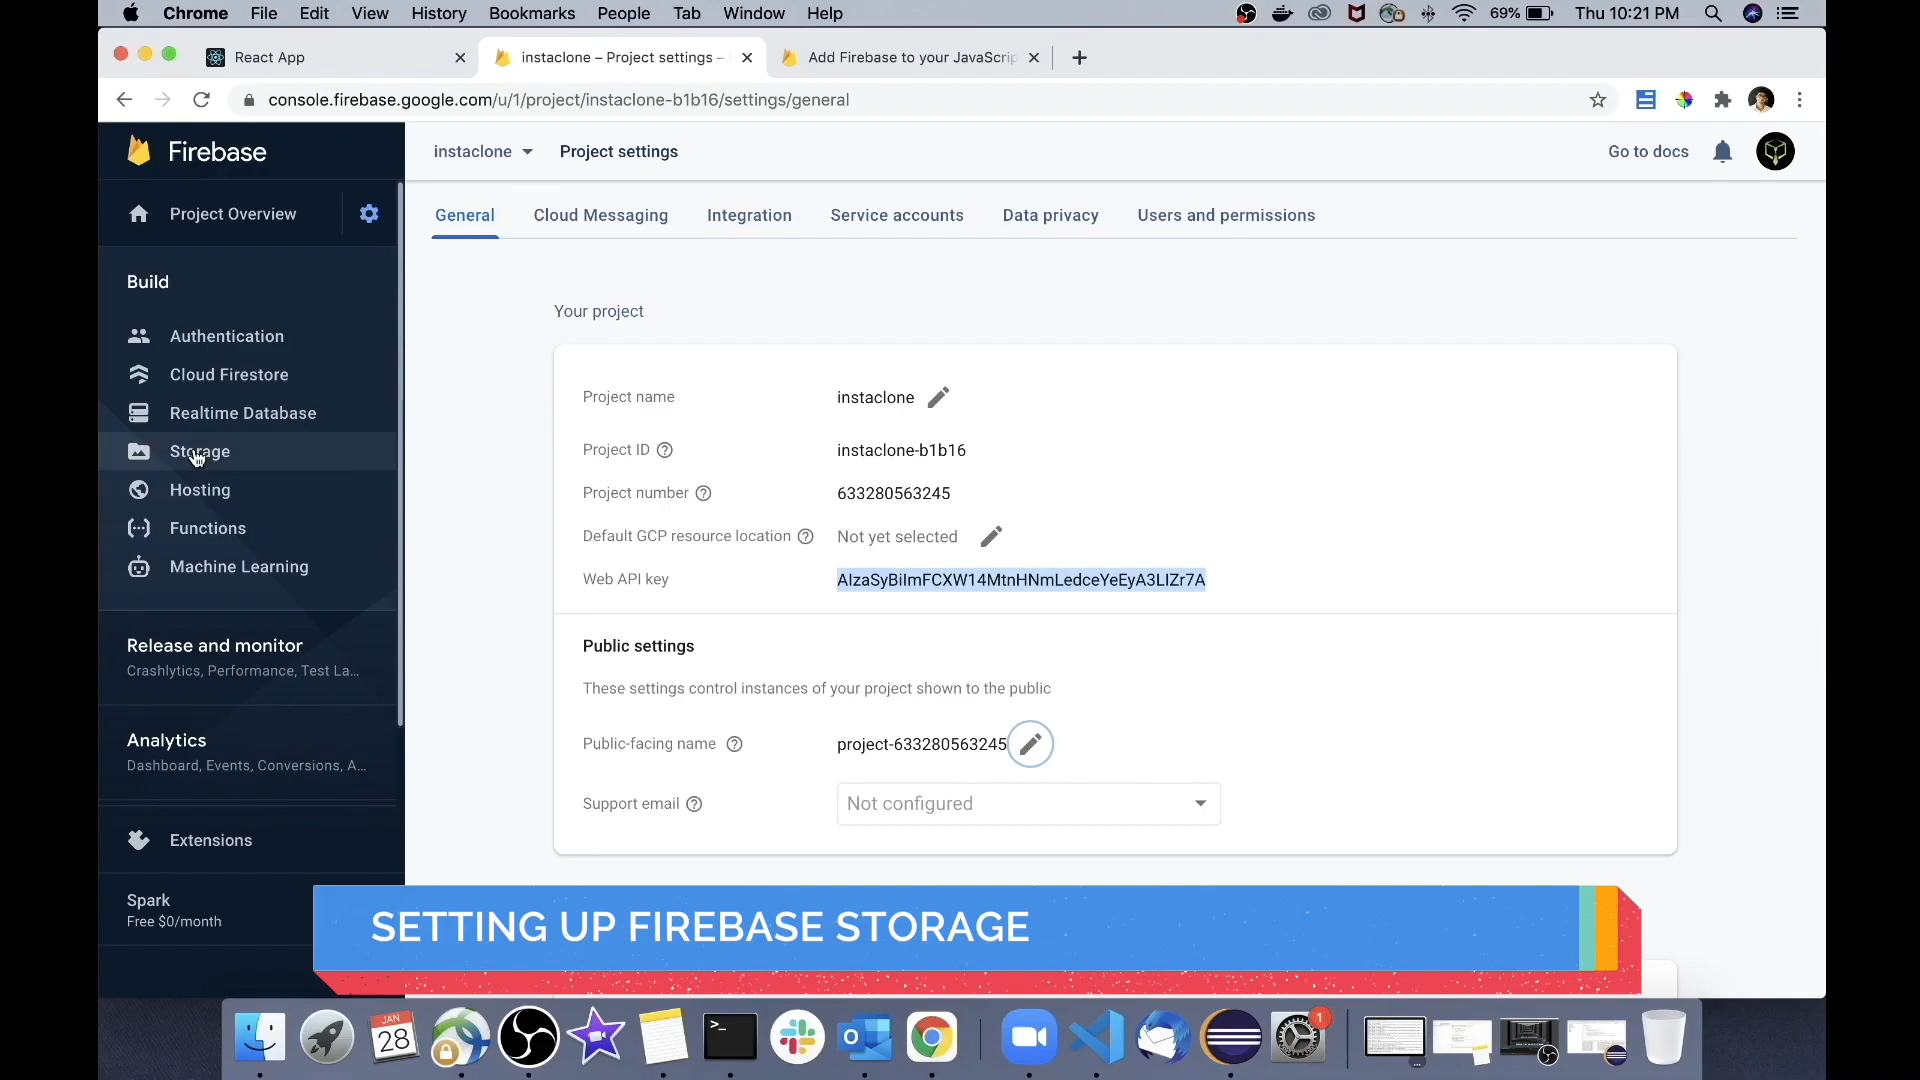 Chrome File Edit View History Bookmarks People Tab Window Help 69% Thu 10:21 PM
React App instaclone – Project settings – Add Firebase to your JavaScrip
console.firebase.google.com/u/1/project/instaclone-b1b16/settings/general
Firebase
instaclone Project settings Go to docs
Project Overview
General Cloud Messaging Integration Service accounts Data privacy Users and permissions
Build
Authentication
Cloud Firestore
Realtime Database
Storage
Hosting
Functions
Machine Learning
Release and monitor
Crashlytics, Performance, Test La...
Analytics
Dashboard, Events, Conversions, A...
Extensions
Spark
Free $0/month
Your project
Project name instaclone
Project ID instaclone-b1b16
Project number 633280563245
Default GCP resource location Not yet selected
Web API key AIzaSyBiImFCXW14MtnHNmLedceYeEyA3LIZr7A
Public settings
These settings control instances of your project shown to the public
Public-facing name project-633280563245
Support email Not configured
SETTING UP FIREBASE STORAGE
JAN
28
1